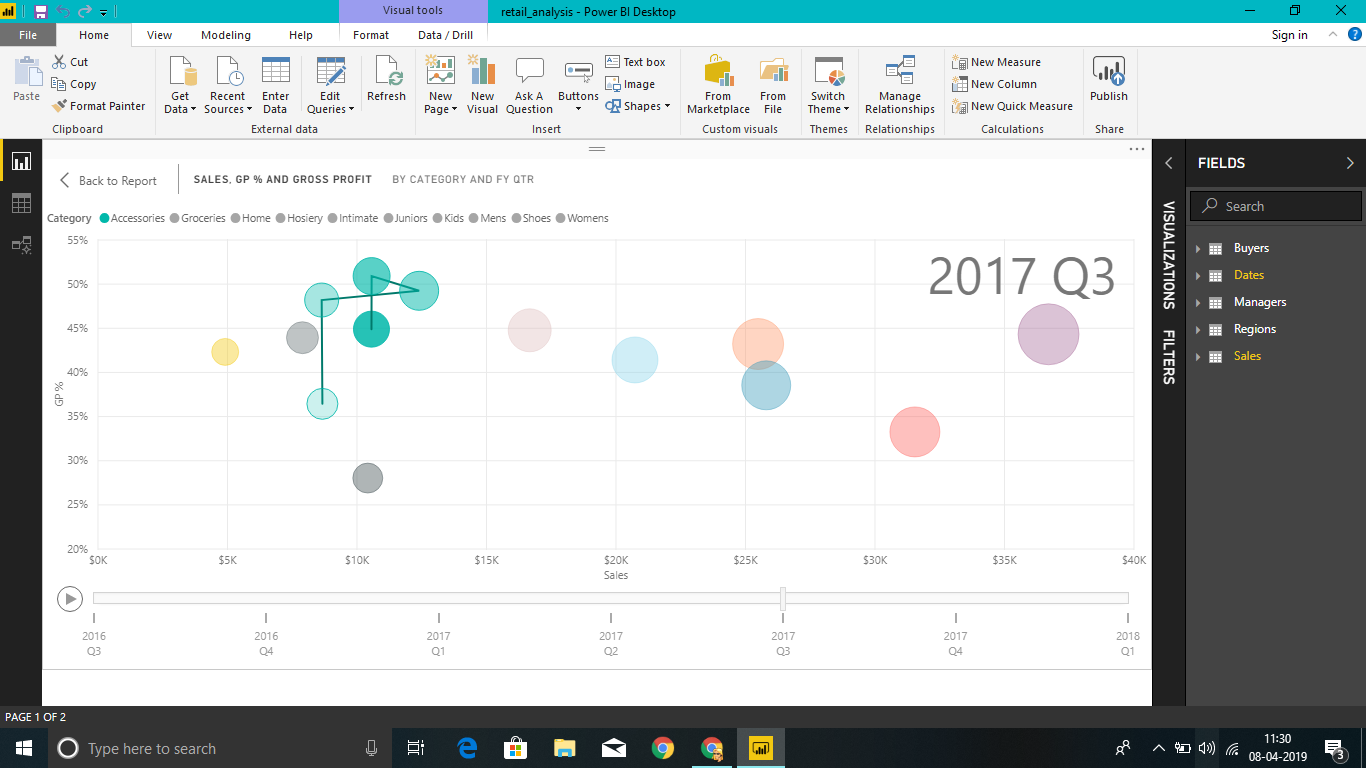 Visual tools
retail_analysis - Power BI Desktop
File Home View Modeling Help Format Data / Drill Sign in
Paste
Cut
Copy
Format Painter
Clipboard
Get Data
Recent Sources
Enter Data
Edit Queries
Refresh
External data
New Page
New Visual
Ask A Question
Buttons
Text box
Image
Shapes
Insert
From Marketplace
From File
Custom visuals
Switch Theme
Themes
Manage Relationships
Relationships
New Measure
New Column
New Quick Measure
Calculations
Publish
Share
Back to Report
SALES, GP % AND GROSS PROFIT BY CATEGORY AND FY QTR
Category Accessories Groceries Home Hosiery Intimate Juniors Kids Mens Shoes Womens
2017 Q3
GP %
55%
50%
45%
40%
35%
30%
25%
20%
$0K $5K $10K $15K $20K $25K $30K $35K $40K
Sales
2016 2016 2017 2017 2017 2017 2018
Q3 Q4 Q1 Q2 Q3 Q4 Q1
VISUALIZATIONS
FILTERS
FIELDS
Search
Buyers
Dates
Managers
Regions
Sales
PAGE 1 OF 2
Type here to search
11:30
08-04-2019
3